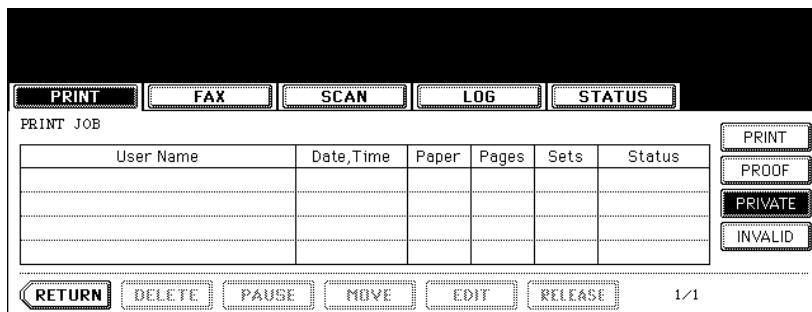 PRINT FAX SCAN LOG STATUS
PRINT JOB
User Name Date,Time Paper Pages Sets Status
PRINT
PROOF
PRIVATE
INVALID
RETURN DELETE PAUSE MOVE EDIT RELEASE 1/1